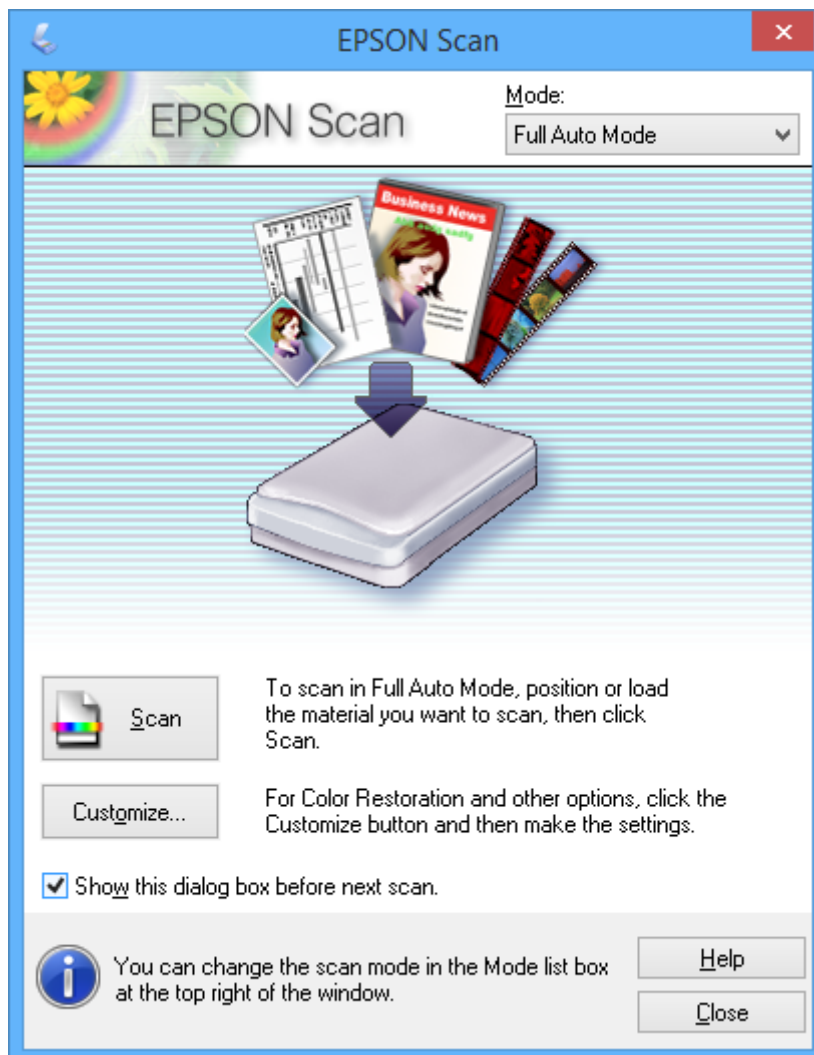 EPSON Scan
EPSON Scan
Mode:
Full Auto Mode
Business News
Scan
To scan in Full Auto Mode, position or load
the material you want to scan, then click
Scan.
Customize...
For Color Restoration and other options, click the
Customize button and then make the settings.
Show this dialog box before next scan.
You can change the scan mode in the Mode list box
at the top right of the window.
Help
Close